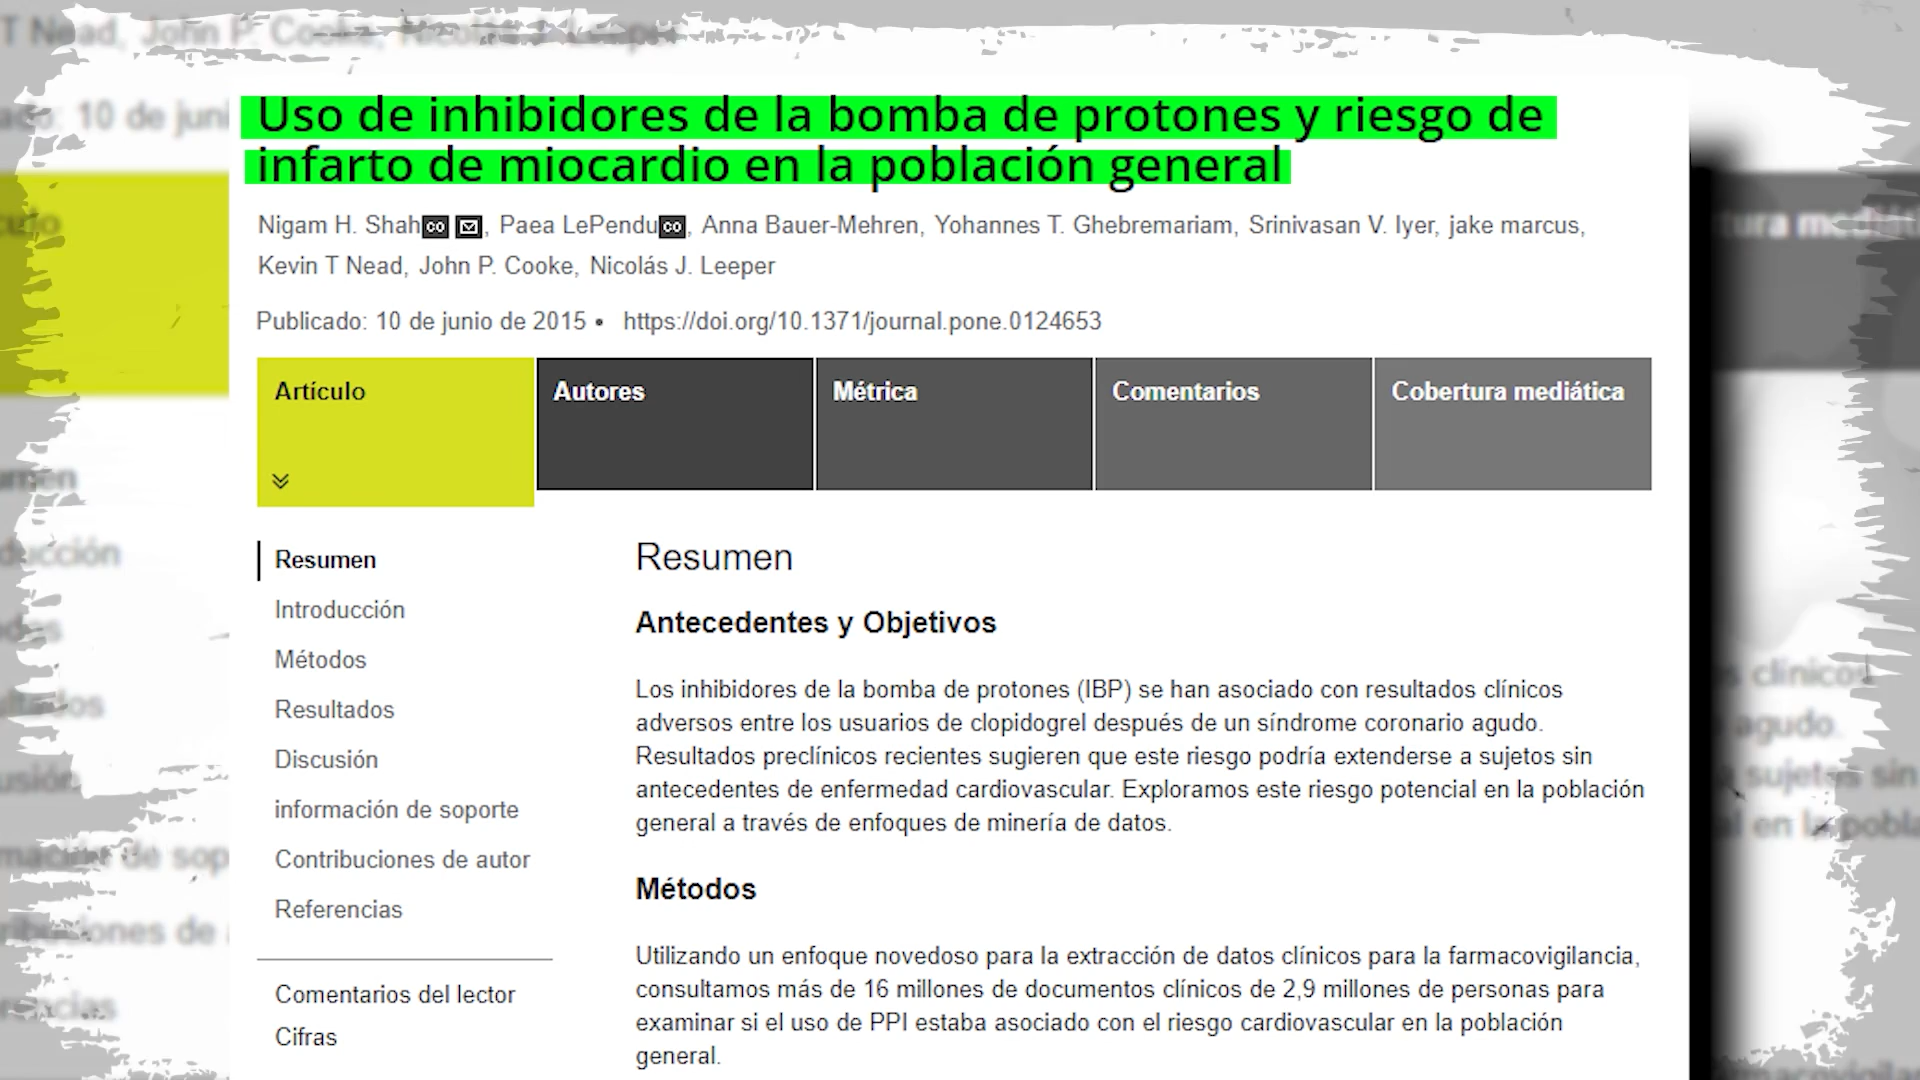 Uso de inhibidores de la bomba de protones y riesgo de
infarto de miocardio en la población general
Nigam H. Shah co, Paea LePendu co, Anna Bauer-Mehren, Yohannes T. Ghebremariam, Srinivasan V. Iyer, jake marcus,
Kevin T Nead, John P. Cooke, Nicolás J. Leeper
Publicado: 10 de junio de 2015 • https://doi.org/10.1371/journal.pone.0124653
Artículo
Autores
Métrica
Comentarios
Cobertura mediática
Resumen
Introducción
Métodos
Resultados
Discusión
información de soporte
Contribuciones de autor
Referencias
Comentarios del lector
Cifras
Resumen
Antecedentes y Objetivos
Los inhibidores de la bomba de protones (IBP) se han asociado con resultados clínicos
adversos entre los usuarios de clopidogrel después de un síndrome coronario agudo.
Resultados preclínicos recientes sugieren que este riesgo podría extenderse a sujetos sin
antecedentes de enfermedad cardiovascular. Exploramos este riesgo potencial en la población
general a través de enfoques de minería de datos.
Métodos
Utilizando un enfoque novedoso para la extracción de datos clínicos para la farmacovigilancia,
consultamos más de 16 millones de documentos clínicos de 2,9 millones de personas para
examinar si el uso de PPI estaba asociado con el riesgo cardiovascular en la población
general.